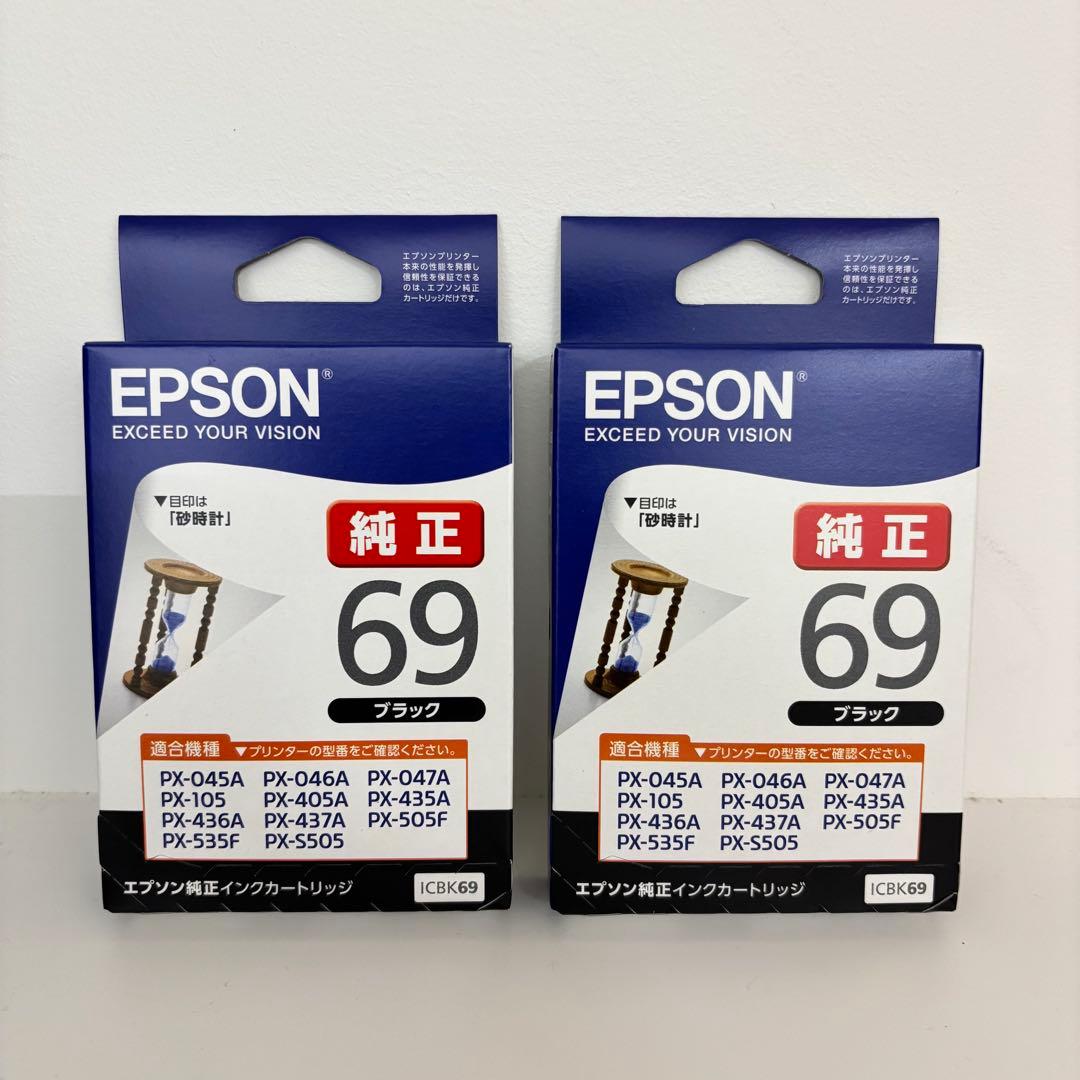 エプソンプリンター
本来の性能を発揮し
信頼性を保証できる
のは、エプソン純正
カートリッジだけです。
EPSON®
EXCEED YOUR VISION
▼目印は
「砂時計」
純正
69
ブラック
適合機種 ▼プリンターの型番をご確認ください。
PX-045A PX-046A PX-047A
PX-105 PX-405A PX-435A
PX-436A PX-437A PX-505F
PX-535F PX-S505
エプソン純正インクカートリッジ ICBK69
エプソンプリンター
本来の性能を発揮し
信頼性を保証できる
のは、エプソン純正
カートリッジだけです。
EPSON®
EXCEED YOUR VISION
▼目印は
「砂時計」
純正
69
ブラック
適合機種 ▼プリンターの型番をご確認ください。
PX-045A PX-046A PX-047A
PX-105 PX-405A PX-435A
PX-436A PX-437A PX-505F
PX-535F PX-S505
エプソン純正インクカートリッジ ICBK69